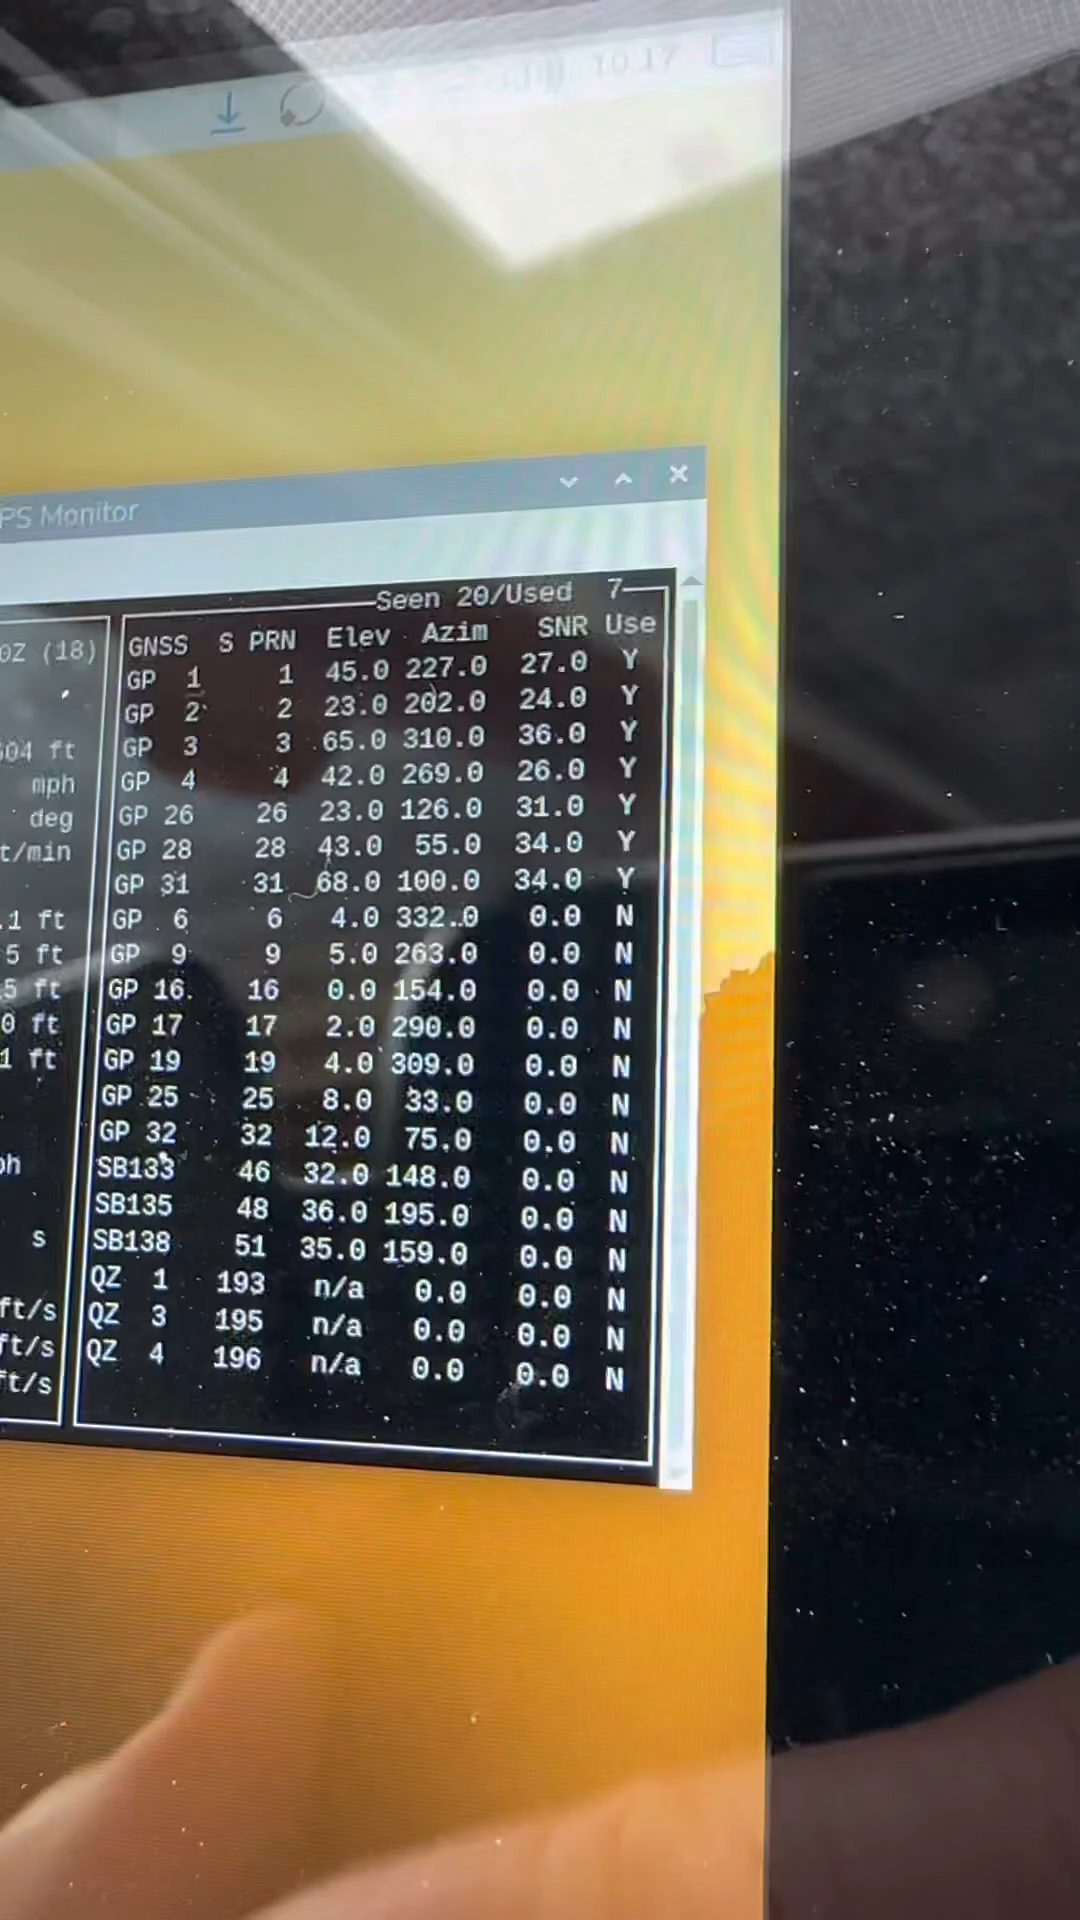 10:17
PS Monitor
Seen 20/Used 7
GNSS S PRN Elev Azim SNR Use
GP 1 1 45.0 227.0 27.0 Y
GP 2 2 23.0 202.0 24.0 Y
GP 3 3 65.0 310.0 36.0 Y
GP 4 4 42.0 269.0 26.0 Y
GP 26 26 23.0 126.0 31.0 Y
GP 28 28 43.0 55.0 34.0 Y
GP 31 31 68.0 100.0 34.0 Y
GP 6 6 4.0 332.0 0.0 N
GP 9 9 5.0 263.0 0.0 N
GP 16 16 0.0 154.0 0.0 N
GP 17 17 2.0 290.0 0.0 N
GP 19 19 4.0 309.0 0.0 N
GP 25 25 8.0 33.0 0.0 N
GP 32 32 12.0 75.0 0.0 N
SB133 46 32.0 148.0 0.0 N
SB135 48 36.0 195.0 0.0 N
SB138 51 35.0 159.0 0.0 N
QZ 1 193 n/a 0.0 0.0 N
QZ 3 195 n/a 0.0 0.0 N
QZ 4 196 n/a 0.0 0.0 N
0Z (18)
604 ft
mph
deg
t/min
.1 ft
5 ft
5 ft
0 ft
1 ft
ph
s
ft/s
ft/s
ft/s